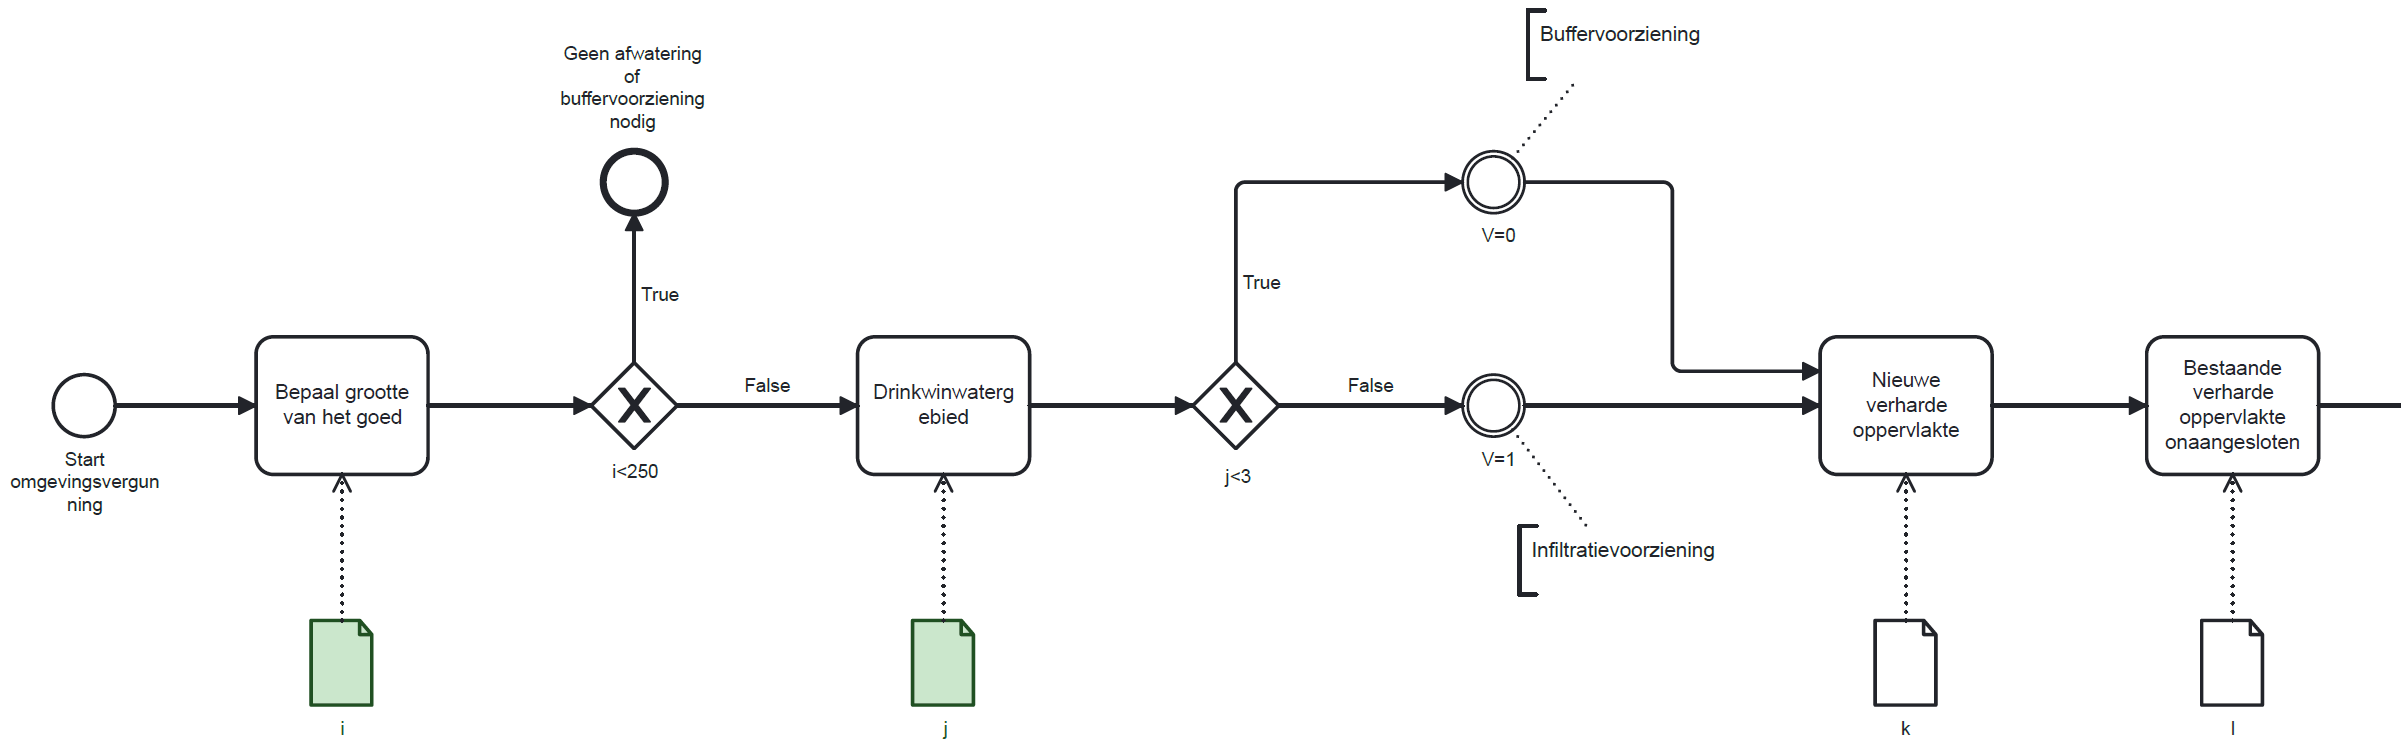 Buffervoorziening
Geen afwatering
of
buffervoorziening
nodig
V=0
True
True
Bepaal grootte
van het goed
X
False
Drinkwinwaterg
ebied
X
False
Nieuwe
verharde
oppervlakte
Bestaande
verharde
oppervlakte
onaangesloten
Start
omgevingsvergun
ning
i<250
j<3
V=1
Infiltratievoorziening
i
j
k
l